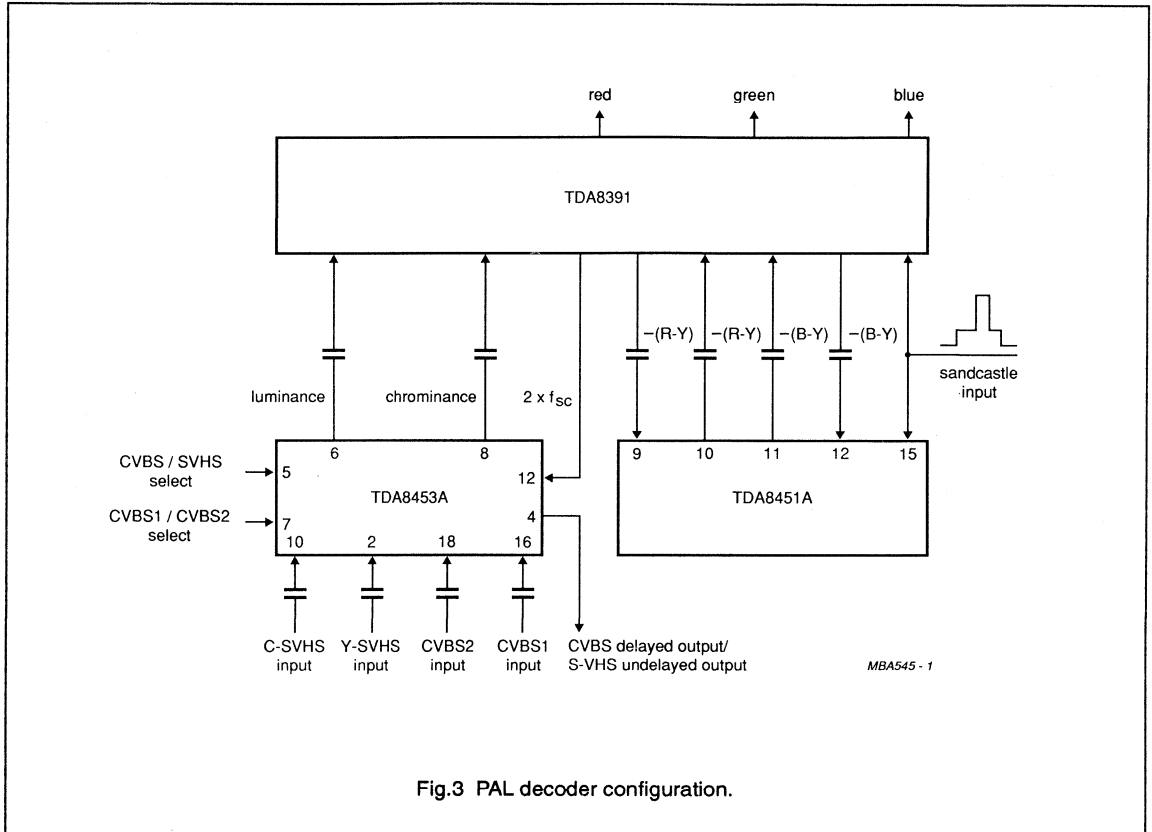 red green blue
TDA8391
−(R-Y) −(R-Y) −(B-Y) −(B-Y)
sandcastle
input
luminance chrominance 2 x fSC
6 8 9 10 11 12 15
CVBS / SVHS
select
5 12
TDA8453A TDA8451A
CVBS1 / CVBS2
select
7 4
10 2 18 16
C-SVHS
input
Y-SVHS
input
CVBS2
input
CVBS1
input
CVBS delayed output/
S-VHS undelayed output
MBA545 - 1
Fig.3 PAL decoder configuration.